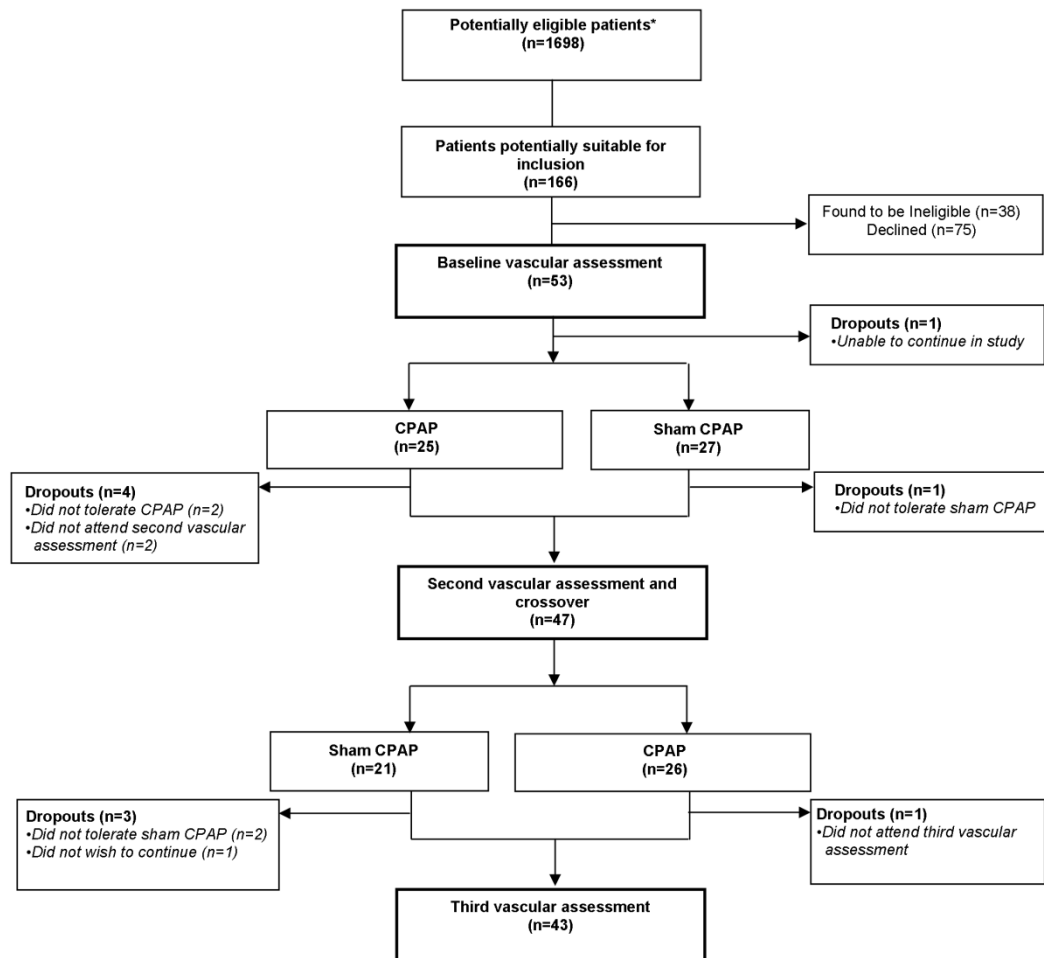 Potentially eligible patients*
(n=1698)
Patients potentially suitable for
inclusion
(n=166)
Found to be Ineligible (n=38)
Declined (n=75)
Baseline vascular assessment
(n=53)
Dropouts (n=1)
•Unable to continue in study
CPAP
(n=25)
Sham CPAP
(n=27)
Dropouts (n=4)
•Did not tolerate CPAP (n=2)
•Did not attend second vascular
assessment (n=2)
Dropouts (n=1)
•Did not tolerate sham CPAP
Second vascular assessment and
crossover
(n=47)
Sham CPAP
(n=21)
CPAP
(n=26)
Dropouts (n=3)
•Did not tolerate sham CPAP (n=2)
•Did not wish to continue (n=1)
Dropouts (n=1)
•Did not attend third vascular
assessment
Third vascular assessment
(n=43)